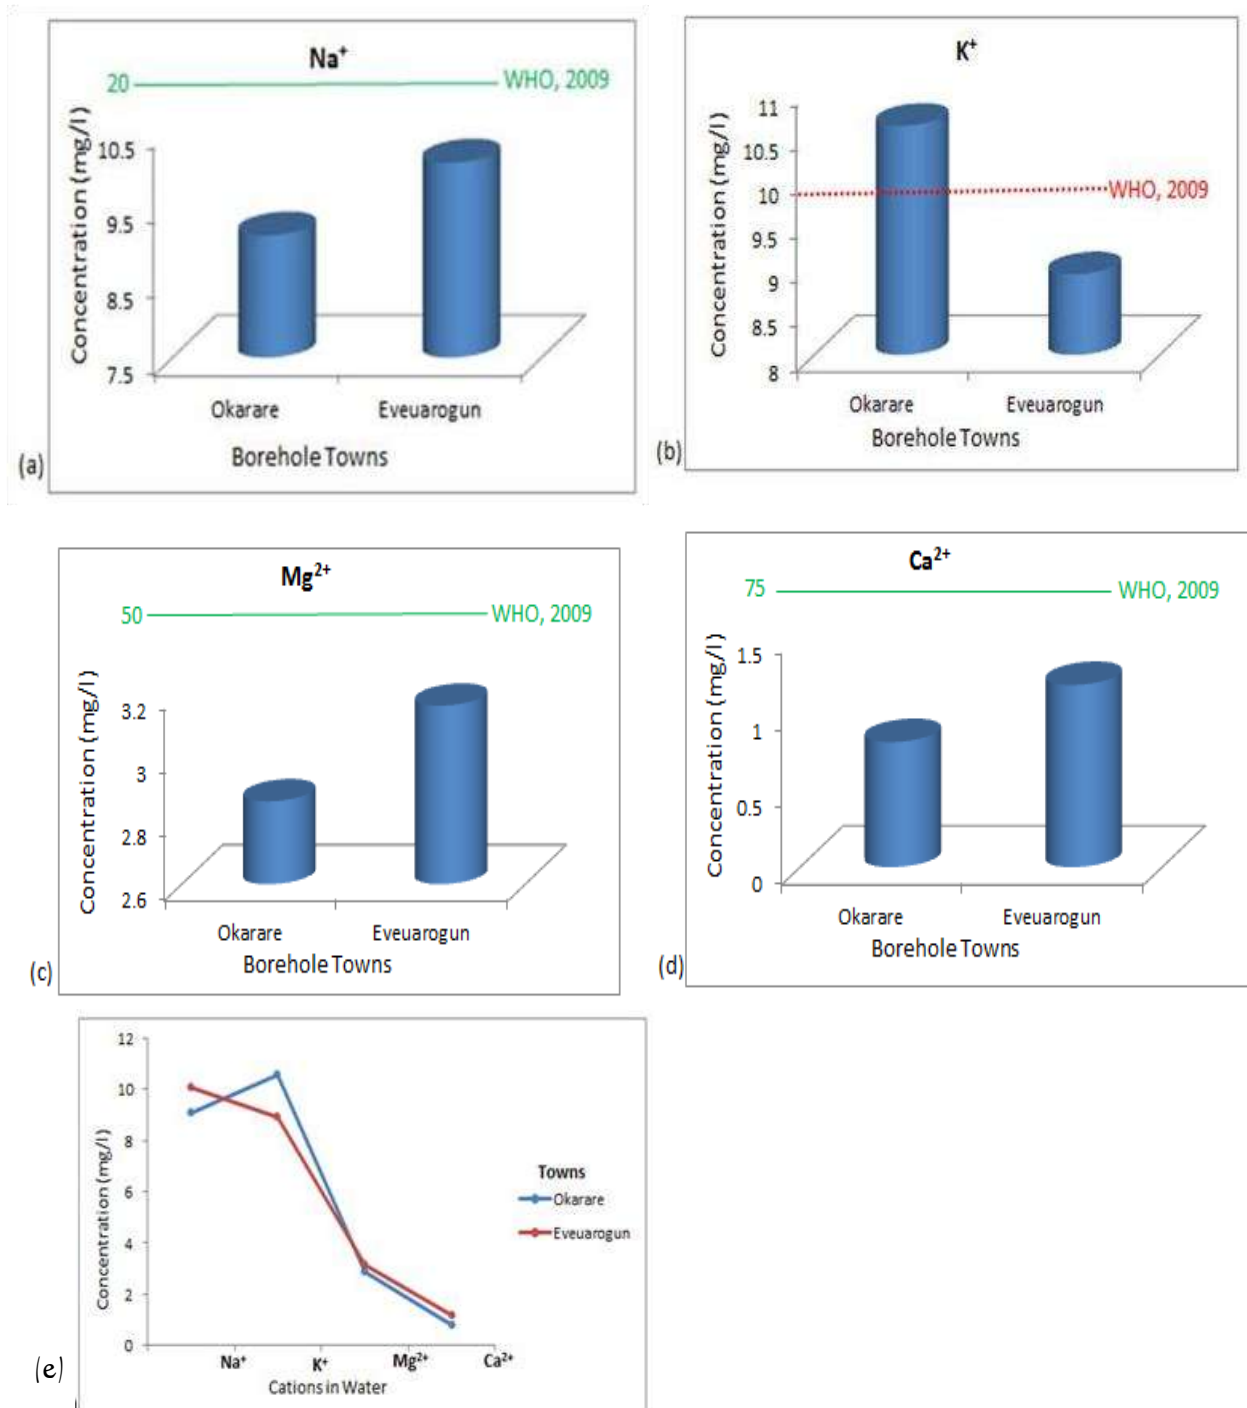 Na⁺
20
WHO, 2009
Concentration (mg/l)
10.5
9.5
8.5
7.5
Okarare
Eveuarogun
Borehole Towns
(a)
K⁺
Concentration (mg/l)
11
10.5
10
9.5
9
8.5
8
WHO, 2009
Okarare
Eveuarogun
Borehole Towns
(b)
Mg²⁺
50
WHO, 2009
Concentration (mg/l)
3.2
3
2.8
2.6
Okarare
Eveuarogun
Borehole Towns
(c)
Ca²⁺
75
WHO, 2009
Concentration (mg/l)
1.5
1
0.5
0
Okarare
Eveuarogun
Borehole Towns
(d)
Concentration (mg/l)
12
10
8
6
4
2
0
Na⁺
K⁺
Mg²⁺
Ca²⁺
Cations in Water
Towns
Okarare
Eveuarogun
(e)